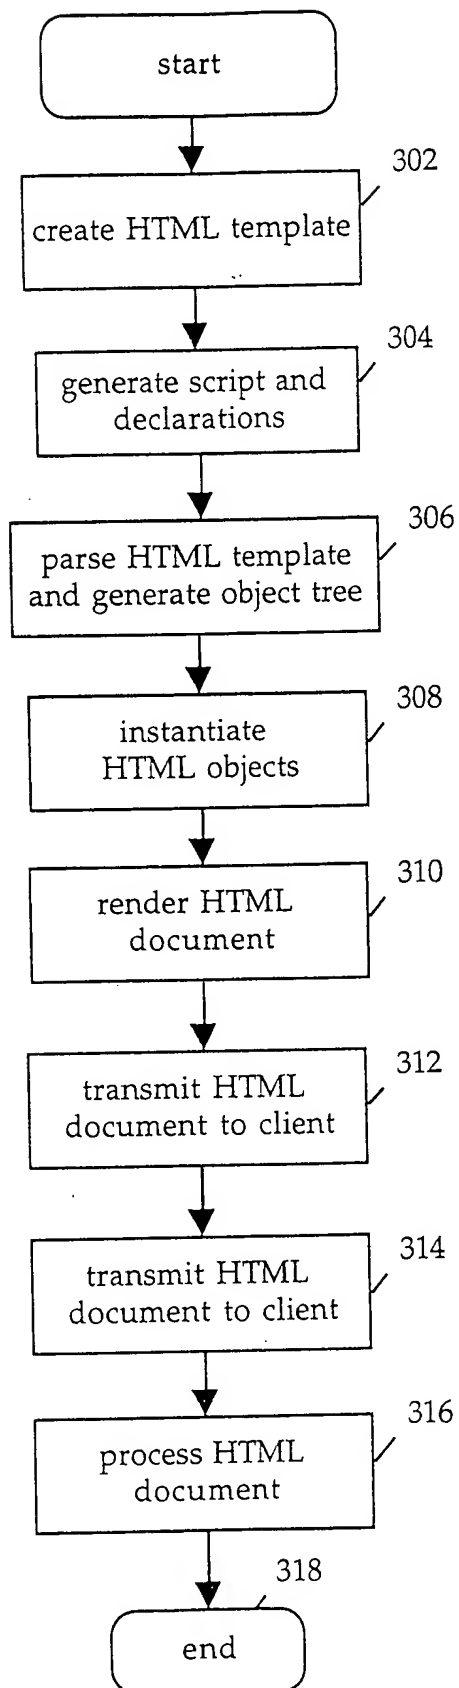 start
302
create HTML template
304
generate script and
declarations
306
parse HTML template
and generate object tree
308
instantiate
HTML objects
310
render HTML
document
312
transmit HTML
document to client
314
transmit HTML
document to client
316
process HTML
document
318
end